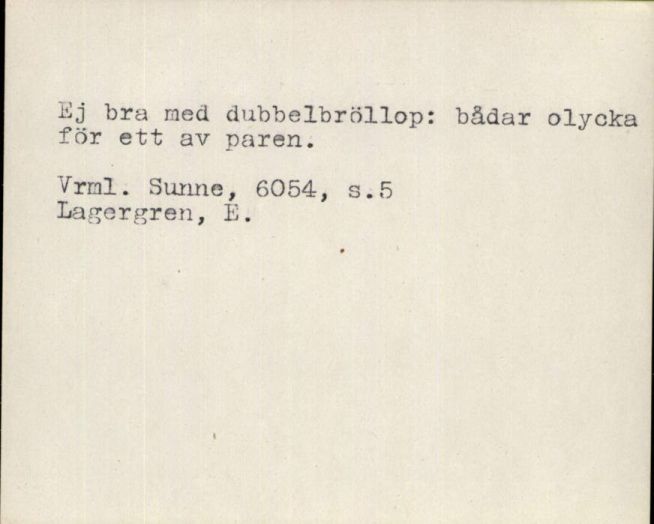 Ej bra med dubbelbröllop: bådar olycka
för ett av paren.
Vrml. Sunne, 6054, s.5
Lagergren, E.